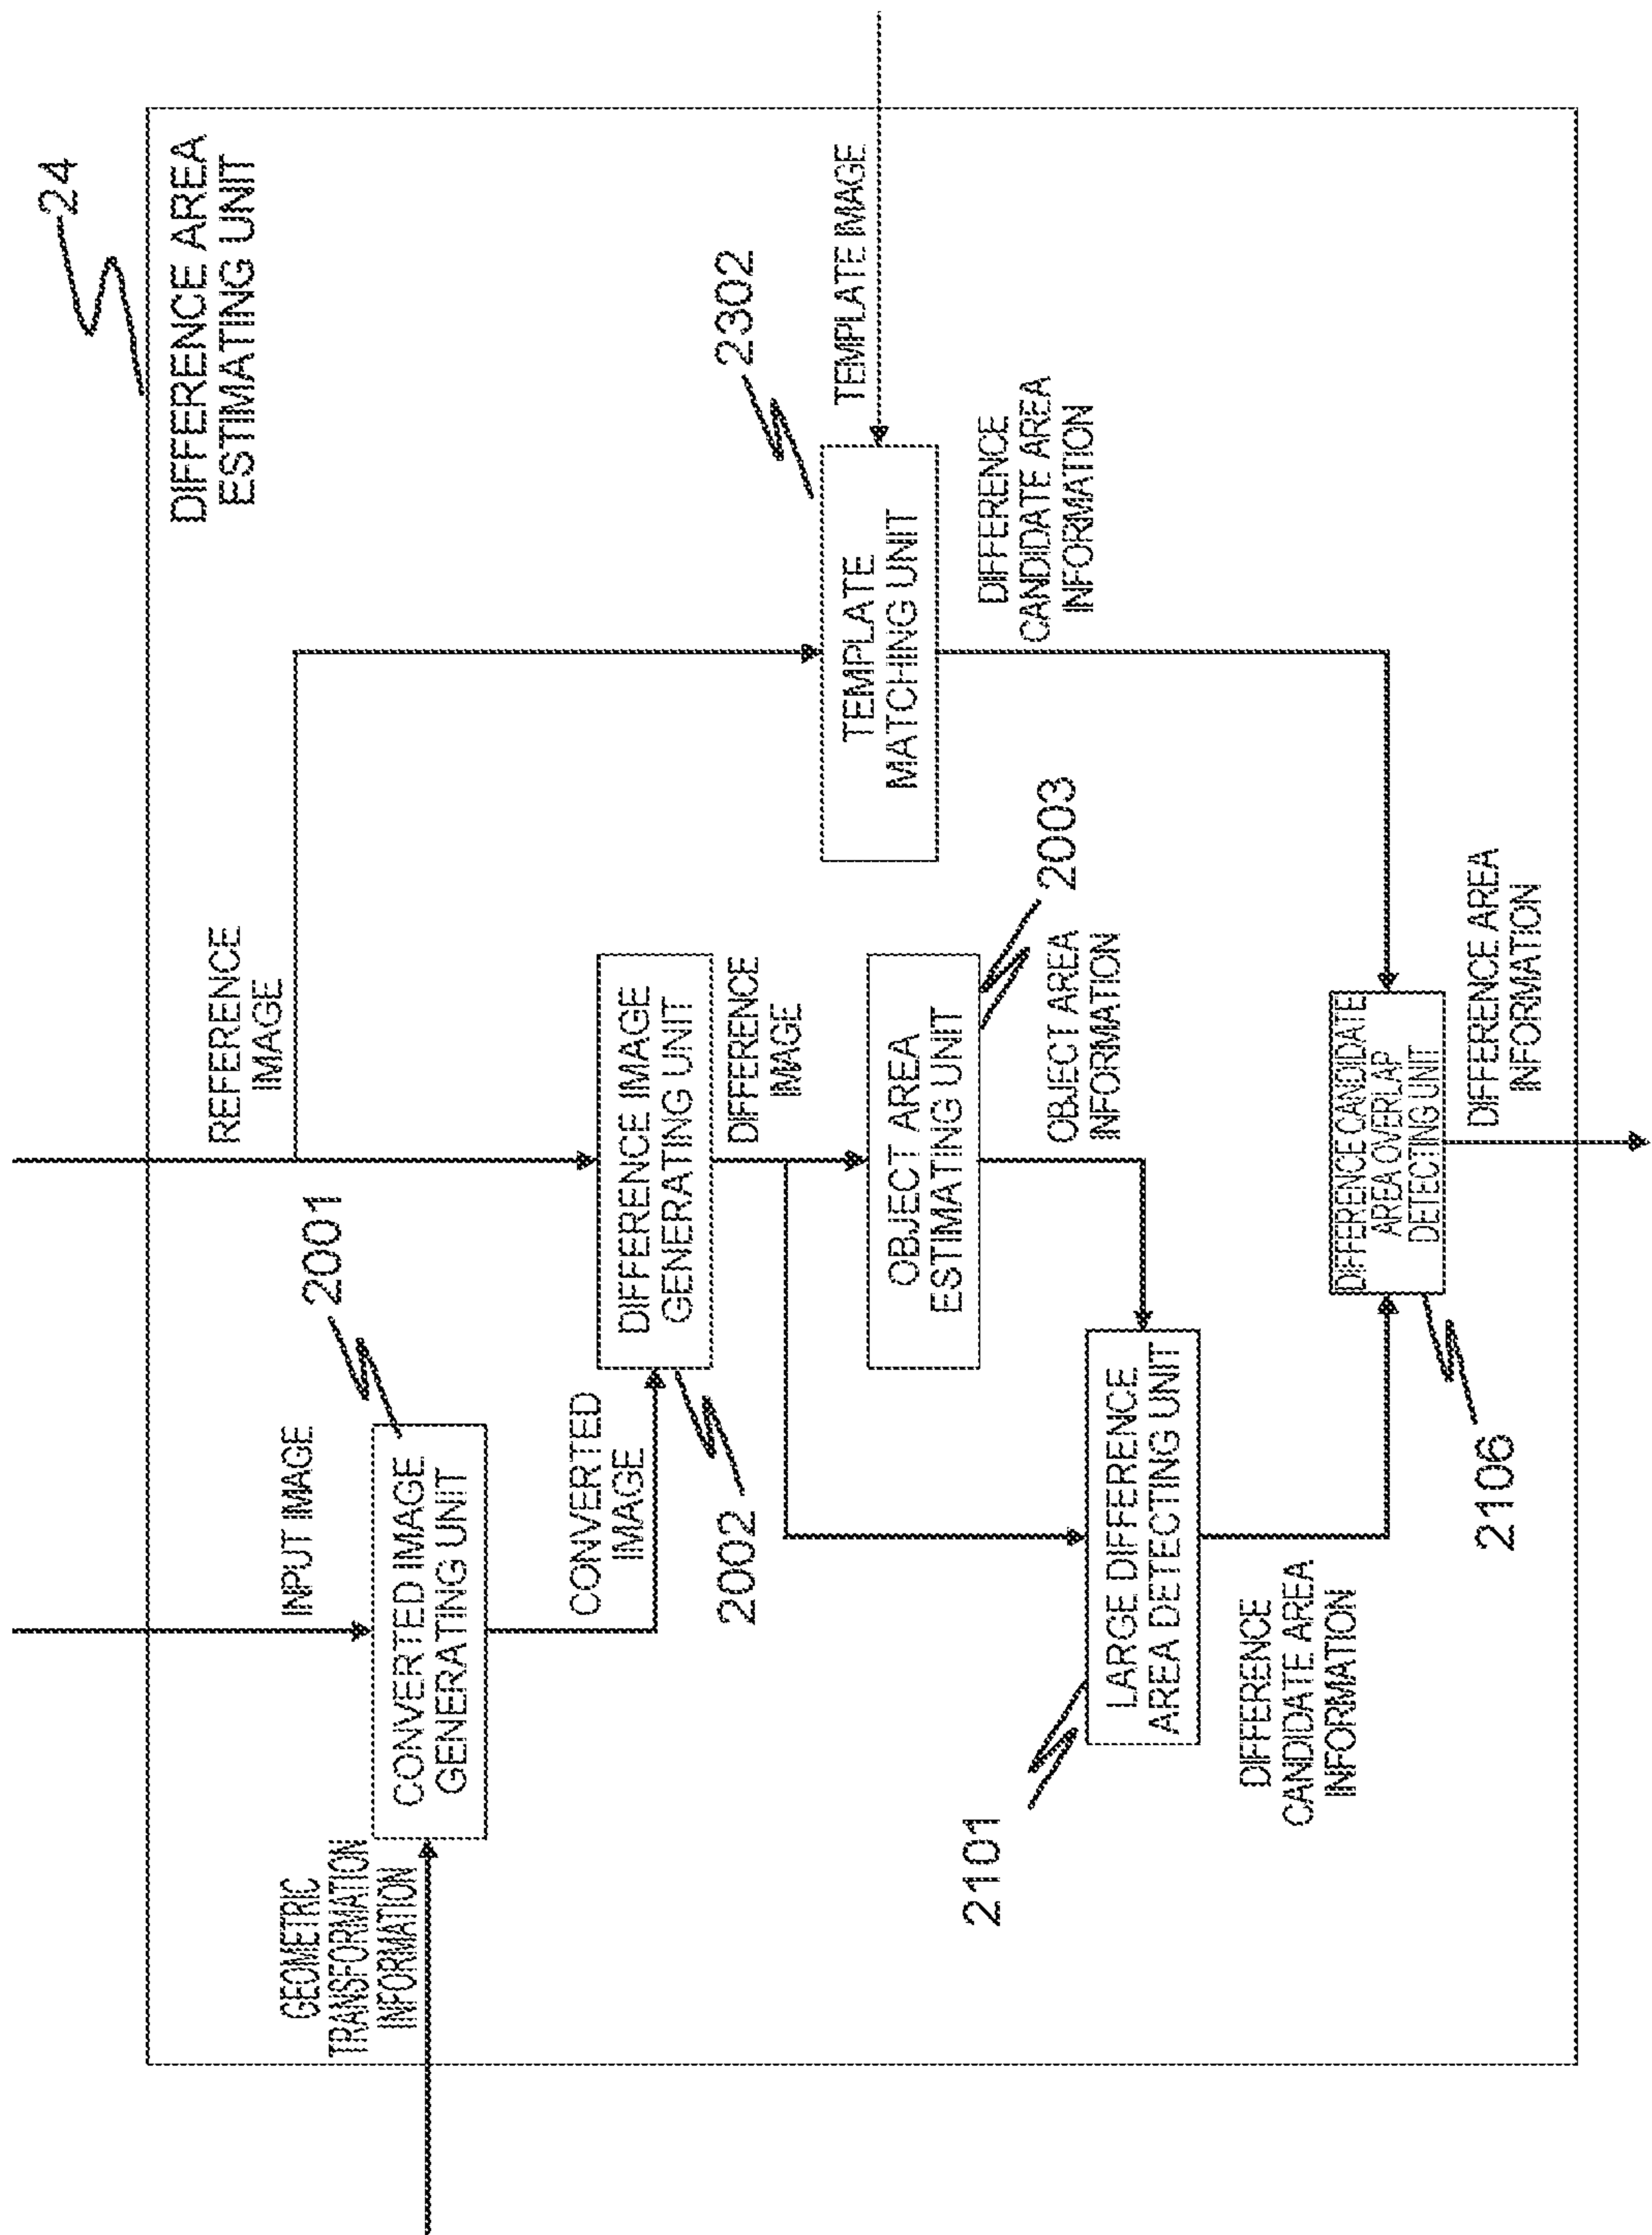 24
DIFFERENCE AREA
ESTIMATING UNIT
REFERENCE
IMAGE
INPUT IMAGE
GEOMETRIC
TRANSFORMATION
INFORMATION
2001
CONVERTED IMAGE
GENERATING UNIT
CONVERTED
IMAGE
DIFFERENCE IMAGE
GENERATING UNIT
2002
DIFFERENCE
IMAGE
2302
TEMPLATE IMAGE
TEMPLATE
MATCHING UNIT
DIFFERENCE
CANDIDATE AREA
INFORMATION
OBJECT AREA
ESTIMATING UNIT
2003
OBJECT AREA
INFORMATION
2101
LARGE DIFFERENCE
AREA DETECTING UNIT
DIFFERENCE
CANDIDATE AREA
INFORMATION
DIFFERENCE CANDIDATE
AREA OVERLAP
DETECTING UNIT
2106
DIFFERENCE AREA
INFORMATION